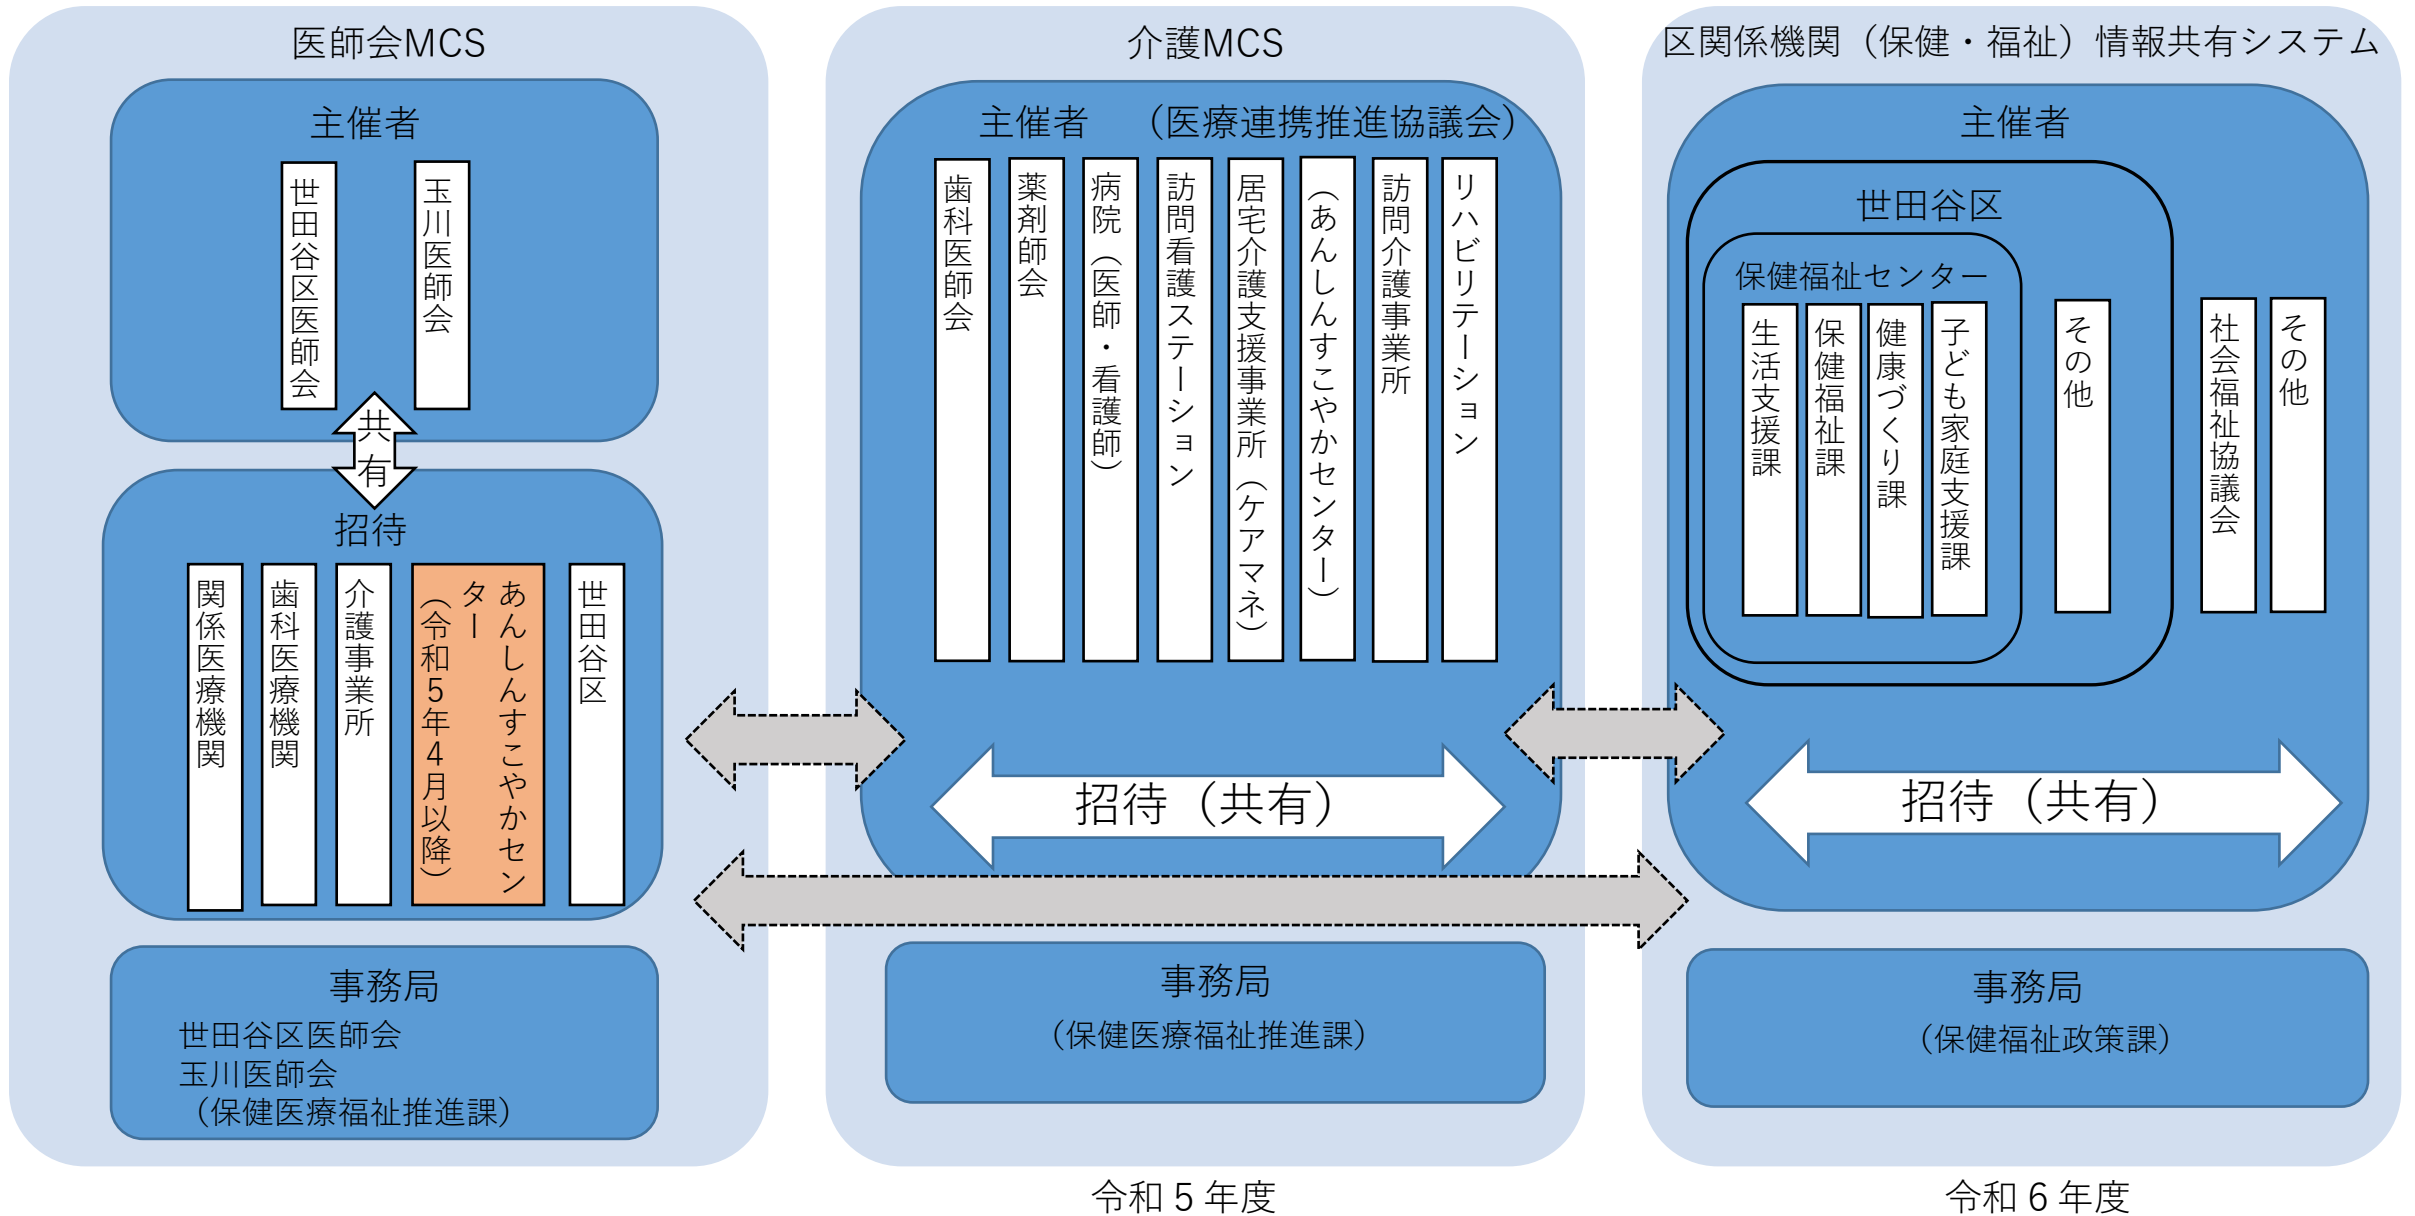 医師会MCS
主催者
世田谷区医師会
玉川医師会
共有
招待
関係医療機関
歯科医療機関
介護事業所
あんしんすこやかセン
ター
（令和５年４月以降）
世田谷区
事務局
世田谷区医師会
玉川医師会
（保健医療福祉推進課）
介護MCS
主催者　（医療連携推進協議会）
歯科医師会
薬剤師会
病院（医師・看護師）
訪問看護ステーション
居宅介護支援事業所（ケアマネ）
（あんしんすこやかセンター）
訪問介護事業所
リハビリテーション
招待（共有）
事務局
（保健医療福祉推進課）
令和５年度
区関係機関（保健・福祉）情報共有システム
主催者
世田谷区
保健福祉センター
生活支援課
保健福祉課
健康づくり課
子ども家庭支援課
その他
社会福祉協議会
その他
招待（共有）
事務局
（保健福祉政策課）
令和６年度